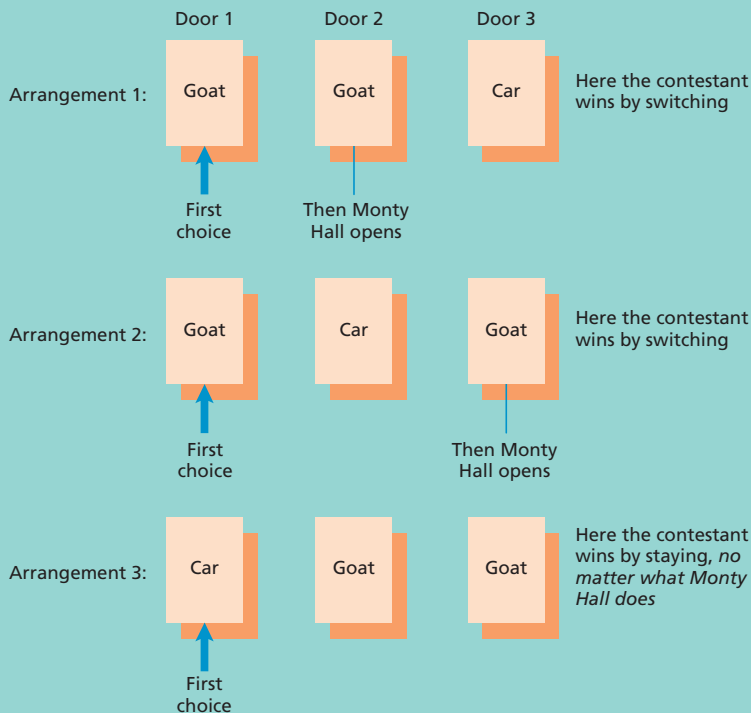 Door 1
Door 2
Door 3
Arrangement 1:
Goat
Goat
Car
Here the contestant
wins by switching
First
choice
Then Monty
Hall opens
Arrangement 2:
Goat
Car
Goat
Here the contestant
wins by switching
First
choice
Then Monty
Hall opens
Arrangement 3:
Car
Goat
Goat
Here the contestant
wins by staying, no
matter what Monty
Hall does
First
choice